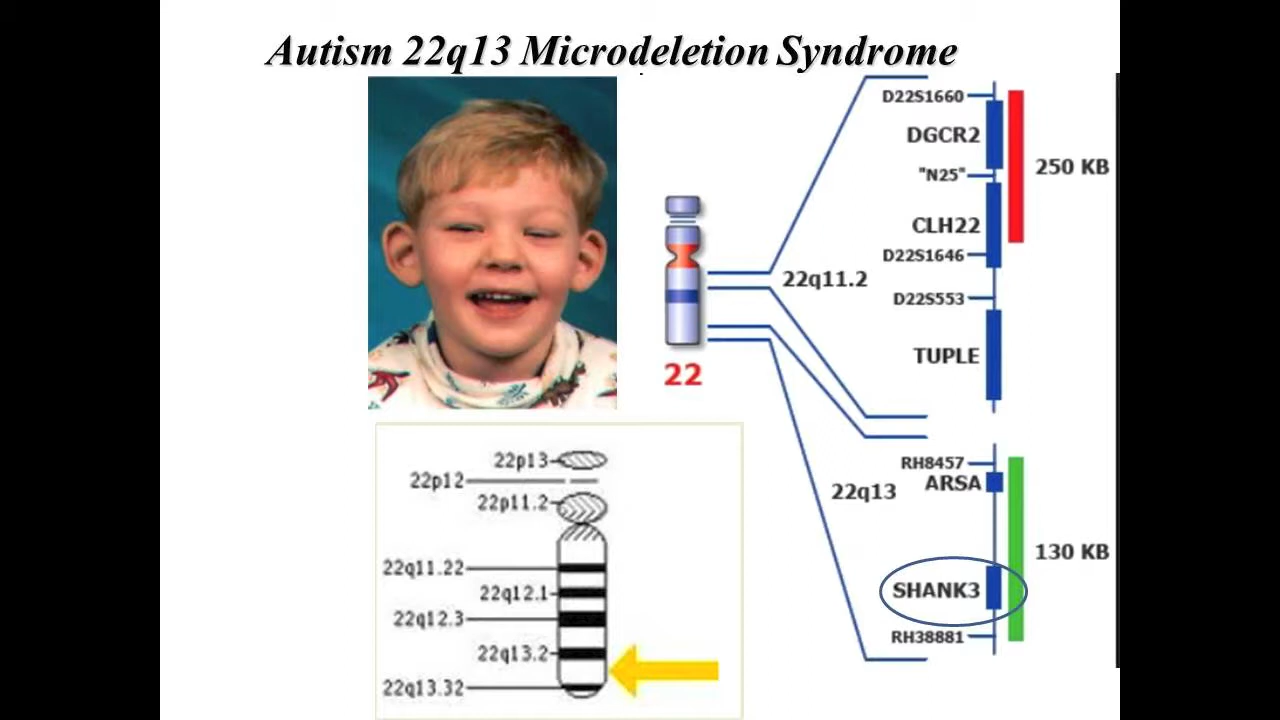 Autism 22q13 Microdeletion Syndrome
D22S1660
DGCR2
250 KB
"N25"
CLH22
D22S1646
22q11.2
D22S553
TUPLE
22
RH8457
ARSA
22q13
130 KB
SHANK3
RH38881
22p13
22p12
22p11.2
22q11.22
22q12.1
22q12.3
22q13.2
22q13.32